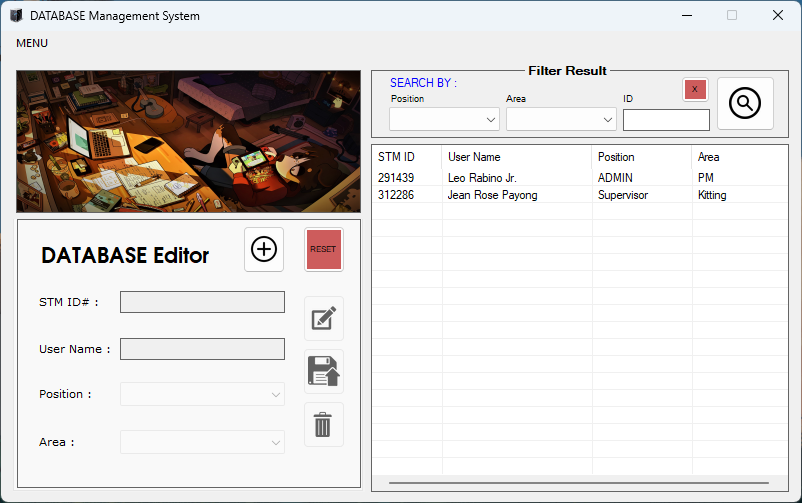 DATABASE Management System
MENU
Filter Result
SEARCH BY :
X
Position
Area
ID
STM ID User Name Position Area
291439 Leo Rabino Jr. ADMIN PM
312286 Jean Rose Payong Supervisor Kitting
DATABASE Editor
RESET
STM ID# :
User Name :
Position :
Area :